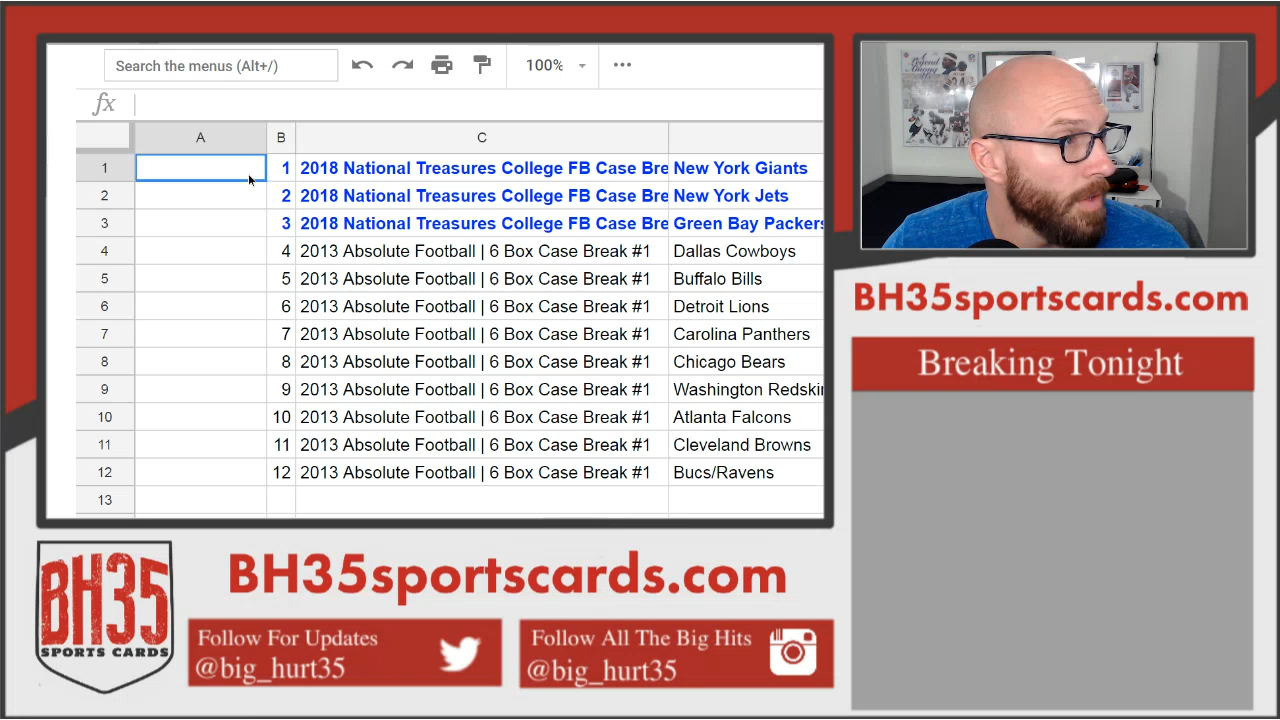 Search the menus (Alt+/)
100%
fx
A B C
1 1 2018 National Treasures College FB Case Bre New York Giants
2 2 2018 National Treasures College FB Case Bre New York Jets
3 3 2018 National Treasures College FB Case Bre Green Bay Packers
4 4 2013 Absolute Football | 6 Box Case Break #1 Dallas Cowboys
5 5 2013 Absolute Football | 6 Box Case Break #1 Buffalo Bills
6 6 2013 Absolute Football | 6 Box Case Break #1 Detroit Lions
7 7 2013 Absolute Football | 6 Box Case Break #1 Carolina Panthers
8 8 2013 Absolute Football | 6 Box Case Break #1 Chicago Bears
9 9 2013 Absolute Football | 6 Box Case Break #1 Washington Redski
10 10 2013 Absolute Football | 6 Box Case Break #1 Atlanta Falcons
11 11 2013 Absolute Football | 6 Box Case Break #1 Cleveland Browns
12 12 2013 Absolute Football | 6 Box Case Break #1 Bucs/Ravens
13
Legend
Among
BH35sportscards.com
Breaking Tonight
BH35
SPORTS CARDS
BH35sportscards.com
Follow For Updates
@big_hurt35
Follow All The Big Hits
@big_hurt35